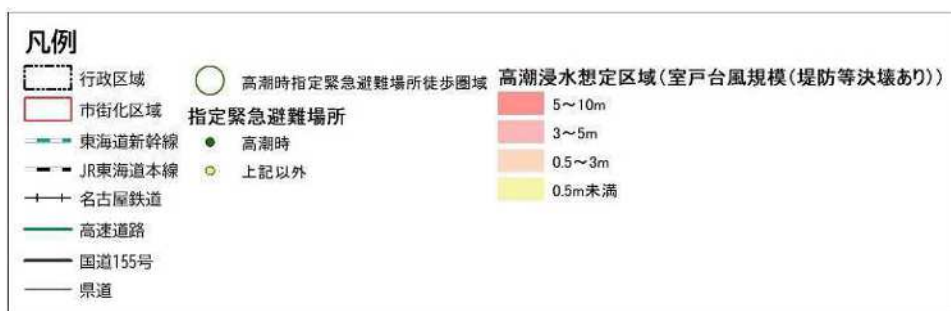 凡例
行政区域
市街化区域
東海道新幹線
JR東海道本線
名古屋鉄道
高速道路
国道155号
県道
高潮時指定緊急避難場所徒歩圏域
指定緊急避難場所
高潮時
上記以外
高潮浸水想定区域(室戸台風規模(堤防等決壊あり))
5~10m
3~5m
0.5~3m
0.5m未満